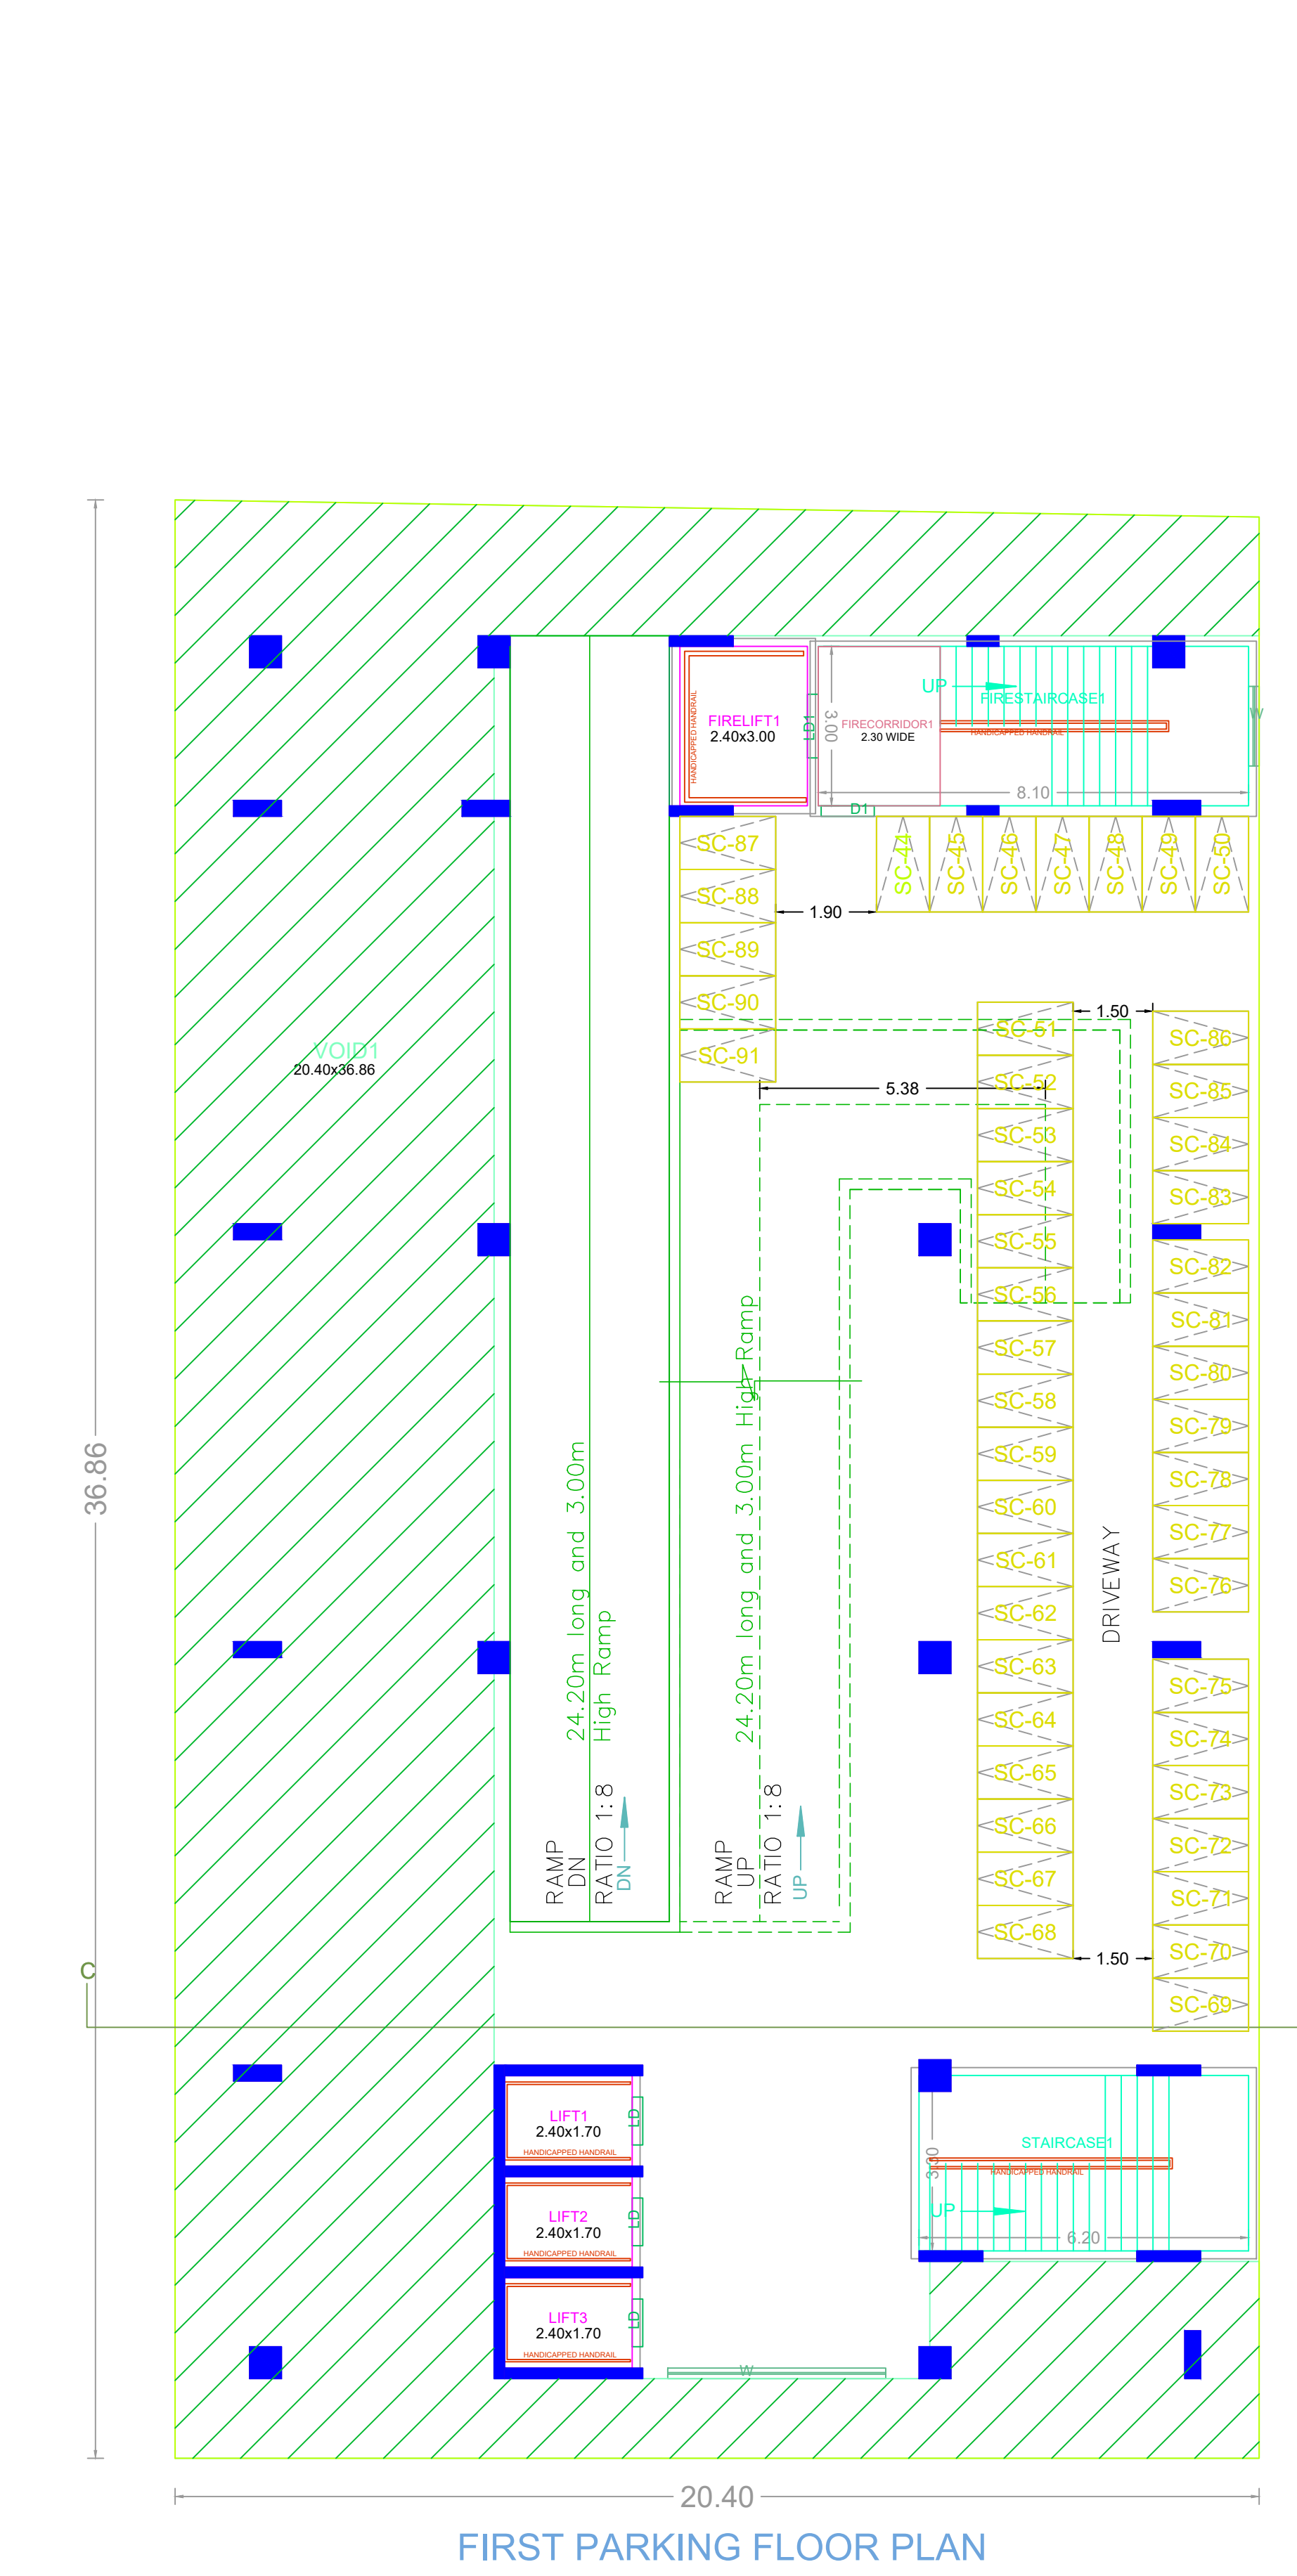 HANDICAPPED HANDRAIL
FIRELIFT1
2.40x3.00
LD1
3.00
FIRECORRIDOR1
2.30 WIDE
UP
FIRESTAIRCASE1
HANDICAPPED HANDRAIL
8.10
W
D1
SC-87
SC-88
SC-89
SC-90
SC-91
1.90
SC-44
SC-45
SC-46
SC-47
SC-48
SC-49
SC-50
1.50
5.38
VOID1
20.40x36.86
SC-51
SC-52
SC-53
SC-54
SC-55
SC-56
SC-57
SC-58
SC-59
SC-60
SC-61
SC-62
SC-63
SC-64
SC-65
SC-66
SC-67
SC-68
SC-86
SC-85
SC-84
SC-83
SC-82
SC-81
SC-80
SC-79
SC-78
SC-77
SC-76
SC-75
SC-74
SC-73
SC-72
SC-71
SC-70
SC-69
DRIVEWAY
36.86
24.20m long and 3.00m
High Ramp
24.20m long and 3.00m High Ramp
RAMP
DN
RATIO 1:8
DN
RAMP
UP
RATIO 1:8
UP
1.50
C
LIFT1
2.40x1.70
HANDICAPPED HANDRAIL
LD
LIFT2
2.40x1.70
HANDICAPPED HANDRAIL
LD
LIFT3
2.40x1.70
HANDICAPPED HANDRAIL
LD
STAIRCASE1
HANDICAPPED HANDRAIL
UP
6.20
W
20.40
FIRST PARKING FLOOR PLAN